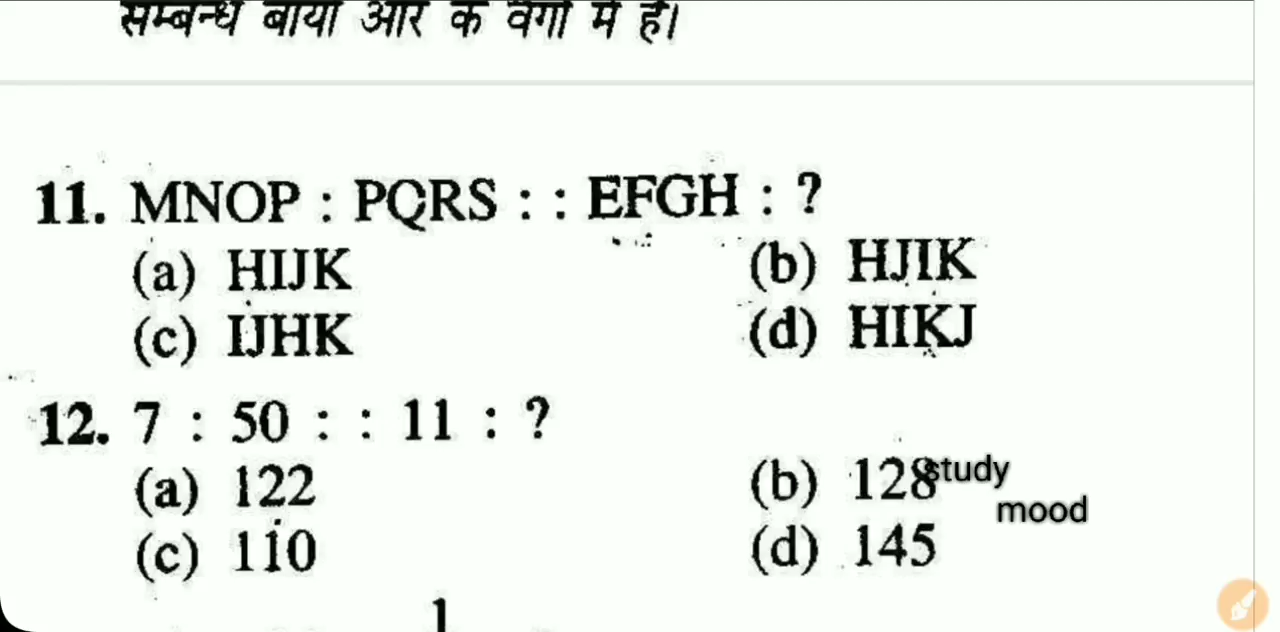 सम्बन्ध बायीं ओर के वर्गों में है।
11. MNOP : PQRS : : EFGH : ?
(a) HIJK (b) HJIK
(c) IJHK (d) HIKJ
12. 7 : 50 : : 11 : ?
(a) 122 (b) 128
study
mood
(c) 110 (d) 145
1